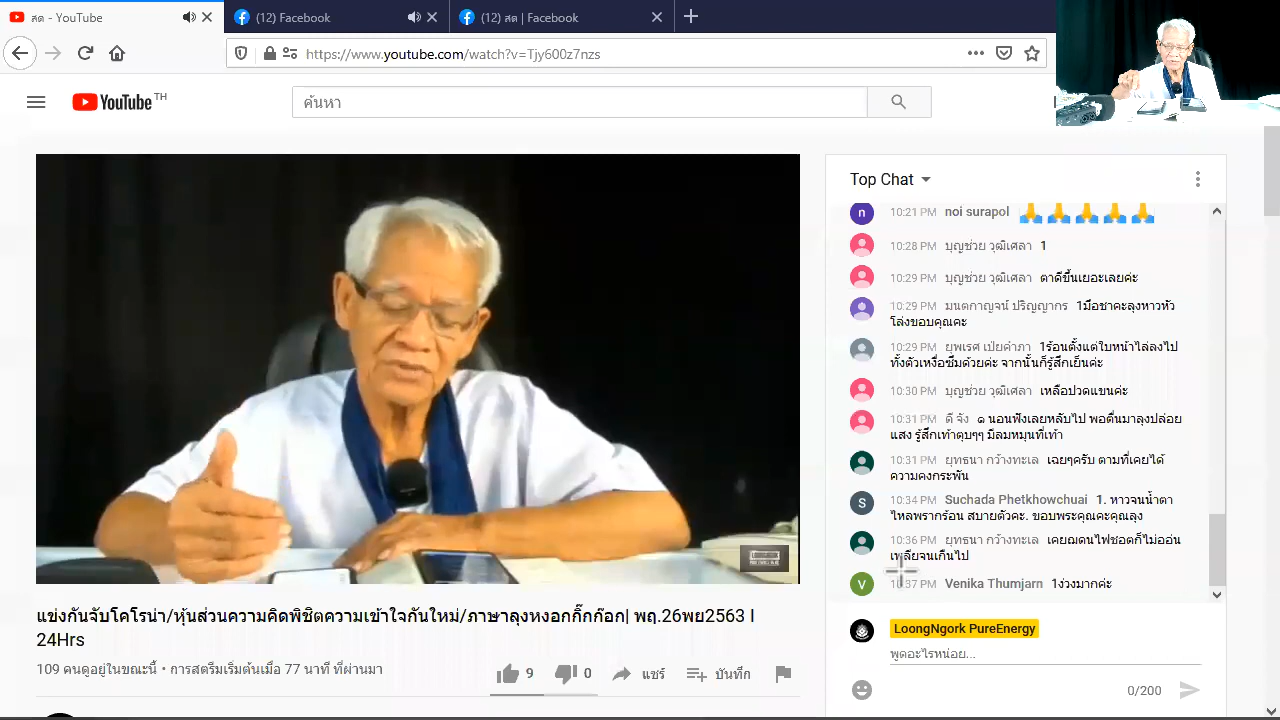 สด - YouTube
(12) Facebook
(12) สด | Facebook
https://www.youtube.com/watch?v=Tjy600z7nzs
YouTube TH
ค้นหา
Top Chat
10:21 PM noi surapol
10:28 PM บุญช่วย วุฒิเศลา 1
10:29 PM บุญช่วย วุฒิเศลา ตาดีขึ้นเยอะเลยค่ะ
10:29 PM มนตกาญจน์ ปริญญากร 1มือชาคะลุงหาวหัว
โล่งขอบคุณคะ
10:29 PM ยุพเรศ เปียคำภา 1ร้อนตั้งแต่ใบหน้าไล่ลงไป
ทั้งตัวเหงื่อซึมด้วยค่ะ จากนั้นก็รู้สึกเย็นค่ะ
10:30 PM บุญช่วย วุฒิเศลา เหลือปวดแขนค่ะ
10:31 PM ดี จัง ๑ นอนฟังเลยหลับไป พอตื่นมาลุงปล่อย
แสง รู้สึกเท้าตุบๆๆ มีลมหมุนที่เท้า
10:31 PM ยุทธนา กว้างทะเล เฉยๆครับ ตามที่เคยได้
ความคงกระพัน
10:34 PM Suchada Phetkhowchuai 1. หาวจนน้ำตา
ไหลพรากร้อน สบายตัวคะ. ขอบพระคุณคะคุณลุง
10:36 PM ยุทธนา กว้างทะเล เคยฌตนไฟชอตก็ไม่ออ่น
เพลียจนเกืนไป
10:37 PM Venika Thumjarn 1ง่วงมากค่ะ
LoongNgork PureEnergy
พูดอะไรหน่อย...
0/200
แข่งกันจับโคโรน่า/หุ้นส่วนความคิดพิชิตความเข้าใจกันใหม่/ภาษาลุงหงอกกิ๊กก๊อก| พฤ.26พย2563 l
24Hrs
109 คนดูอยู่ในขณะนี้ • การสตรีมเริ่มต้นเมื่อ 77 นาที ที่ผ่านมา
9
0
แชร์
บันทึก